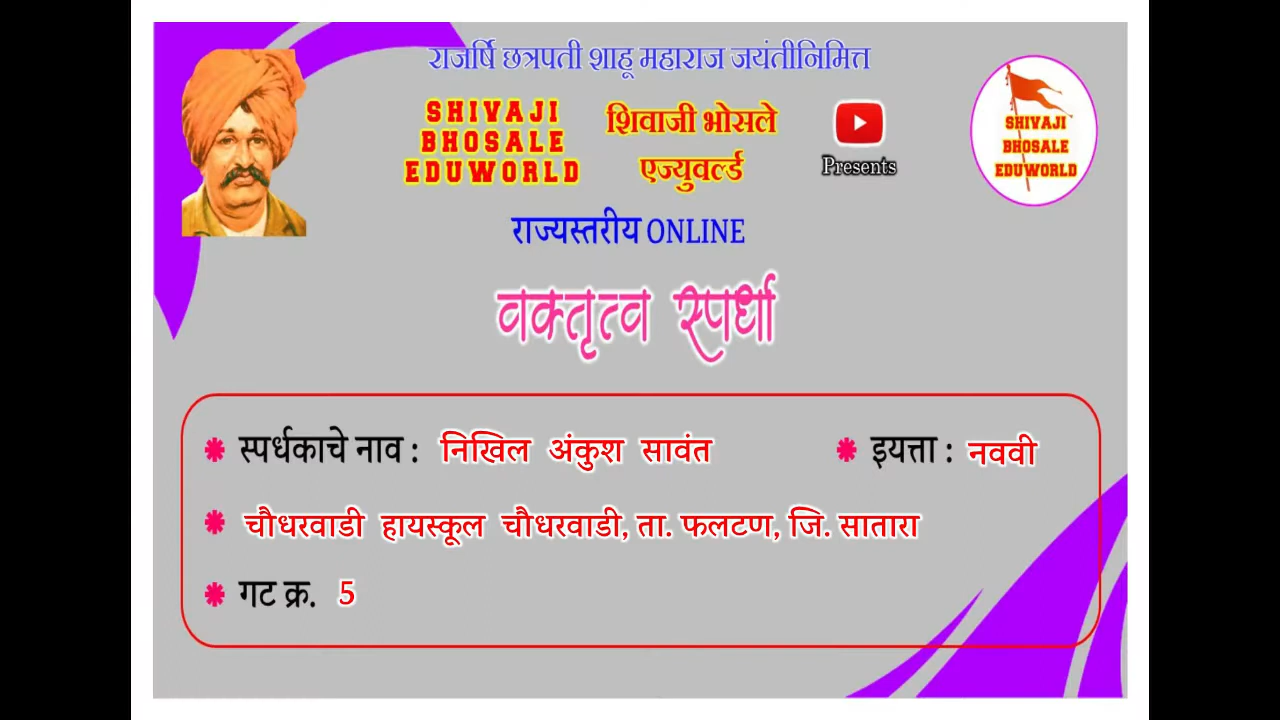 राजर्षि छत्रपती शाहू महाराज जयंतीनिमित्त
SHIVAJI
BHOSALE
EDUWORLD
शिवाजी भोसले
एज्युवर्ल्ड
Presents
SHIVAJI
BHOSALE
EDUWORLD
राज्यस्तरीय ONLINE
वक्तृत्व स्पर्धा
स्पर्धकाचे नाव : निखिल अंकुश सावंत
इयत्ता : नववी
चौधरवाडी हायस्कूल चौधरवाडी, ता. फलटण, जि. सातारा
गट क्र. 5